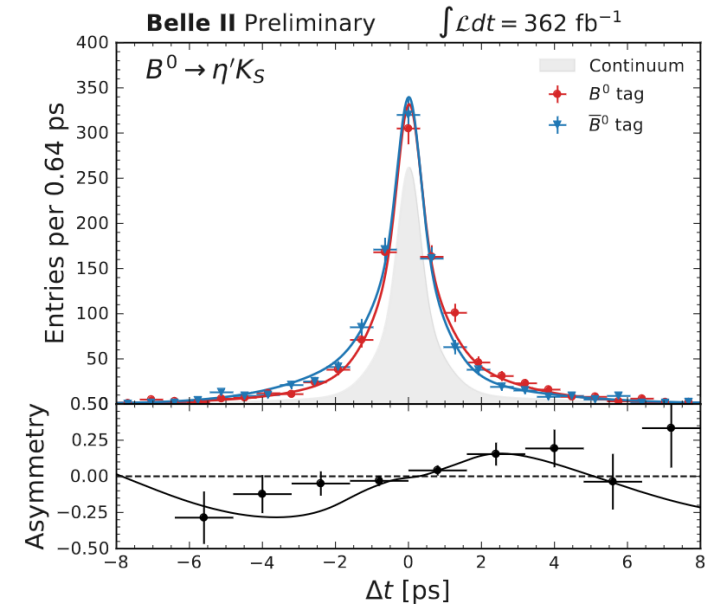 Belle II Preliminary ∫ℒdt = 362 fb⁻¹
B⁰ → η′K_S
Continuum
B⁰ tag
B̅⁰ tag
Entries per 0.64 ps
400
350
300
250
200
150
100
50
0.50
0.25
0.00
−0.25
−0.50
Asymmetry
−8 −6 −4 −2 0 2 4 6 8
Δt [ps]